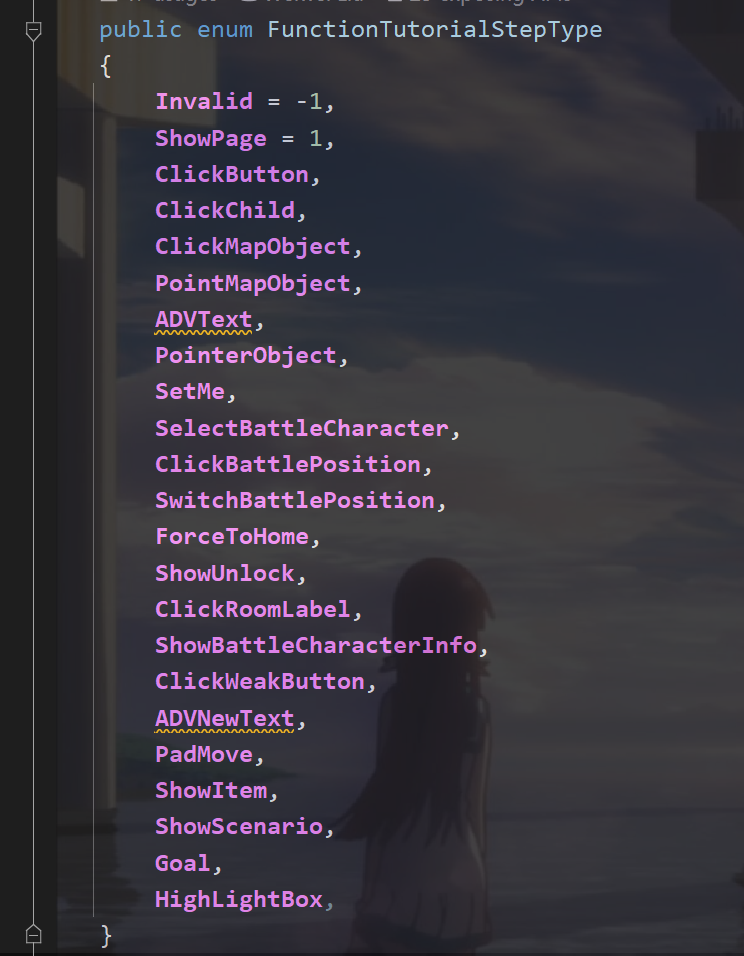 public enum FunctionTutorialStepType
{
Invalid = -1,
ShowPage = 1,
ClickButton,
ClickChild,
ClickMapObject,
PointMapObject,
ADVText,
PointerObject,
SetMe,
SelectBattleCharacter,
ClickBattlePosition,
SwitchBattlePosition,
ForceToHome,
ShowUnlock,
ClickRoomLabel,
ShowBattleCharacterInfo,
ClickWeakButton,
ADVNewText,
PadMove,
ShowItem,
ShowScenario,
Goal,
HighLightBox,
}